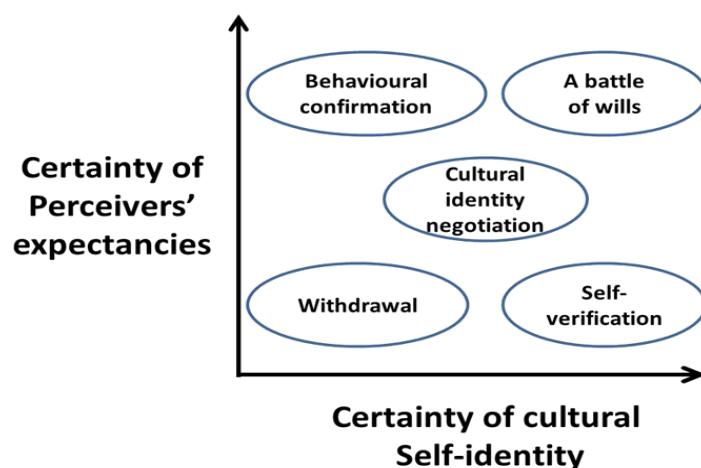 Behavioural
confirmation
A battle
of wills
Certainty of
Perceivers’
expectancies
Cultural
identity
negotiation
Withdrawal
Self-
verification
Certainty of cultural
Self-identity